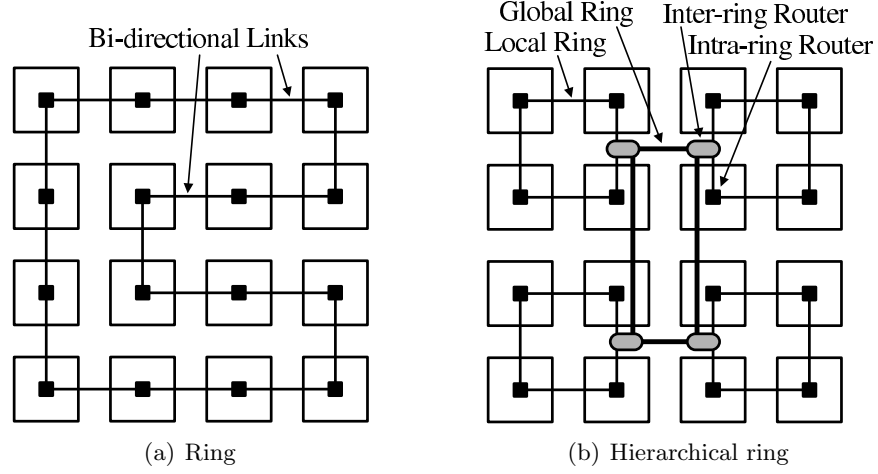 Bi-directional Links
Global Ring
Inter-ring Router
Local Ring
Intra-ring Router
(a) Ring
(b) Hierarchical ring